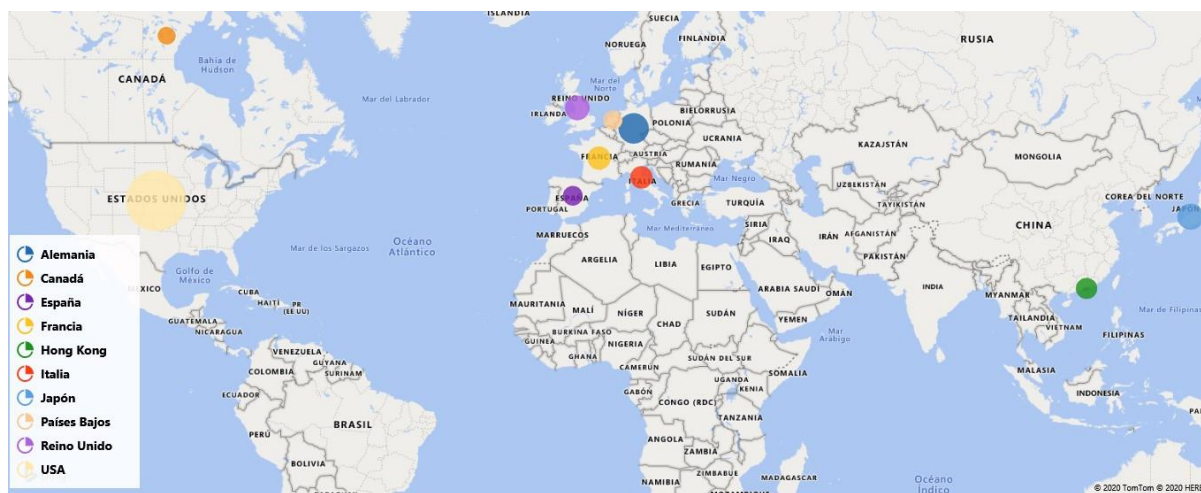 ISLANDIA
SUECIA
FINLANDIA
NORUEGA
RUSIA
Bahía de
Hudson
CANADÁ
Mar del Labrador
Mar del
Norte
REINO UNIDO
IRLANDA
BIELORRUSIA
POLONIA
UCRANIA
KAZAJSTÁN
MONGOLIA
FRANCIA
AUSTRIA
RUMANIA
ITALIA
Mar Negro
UZBEKISTÁN
TAYIKISTÁN
COREA DEL NORTE
JAPÓN
ESTADOS UNIDOS
ESPAÑA
PORTUGAL
GRECIA
TURQUÍA
CHINA
Mar Mediterráneo
SIRIA
IRAQ
IRÁN
AFGANISTÁN
PAKISTÁN
MARRUECOS
Océano
Atlántico
Mar de los Sargazos
ARGELIA
LIBIA
EGIPTO
Golfo de
México
MÉXICO
CUBA
HAITÍ
PR
(EE UU)
ARABIA SAUDÍ
OMÁN
INDIA
MYANMAR
Mar de Filipinas
MAURITANIA
MALÍ
NÍGER
CHAD
SUDÁN
YEMEN
Mar
Arábigo
TAILANDIA
VIETNAM
FILIPINAS
GUATEMALA
NICARAGUA
BURKINA FASO
GUINEA
GHANA
NIGERIA
CAMERÚN
SUDÁN DEL SUR
SOMALIA
VENEZUELA
GUYANA
SURINAM
COLOMBIA
ECUADOR
GABÓN
UGANDA
KENIA
CONGO (RDC)
TANZANIA
MALASIA
INDONESIA
PERÚ
BRASIL
BOLIVIA
ANGOLA
ZAMBIA
ZIMBABUE
NAMIBIA
MOZAMBIQUE
MADAGASCAR
Océano
Índico
Alemania
Canadá
España
Francia
Hong Kong
Italia
Japón
Países Bajos
Reino Unido
USA
© 2020 TomTom © 2020 HERE